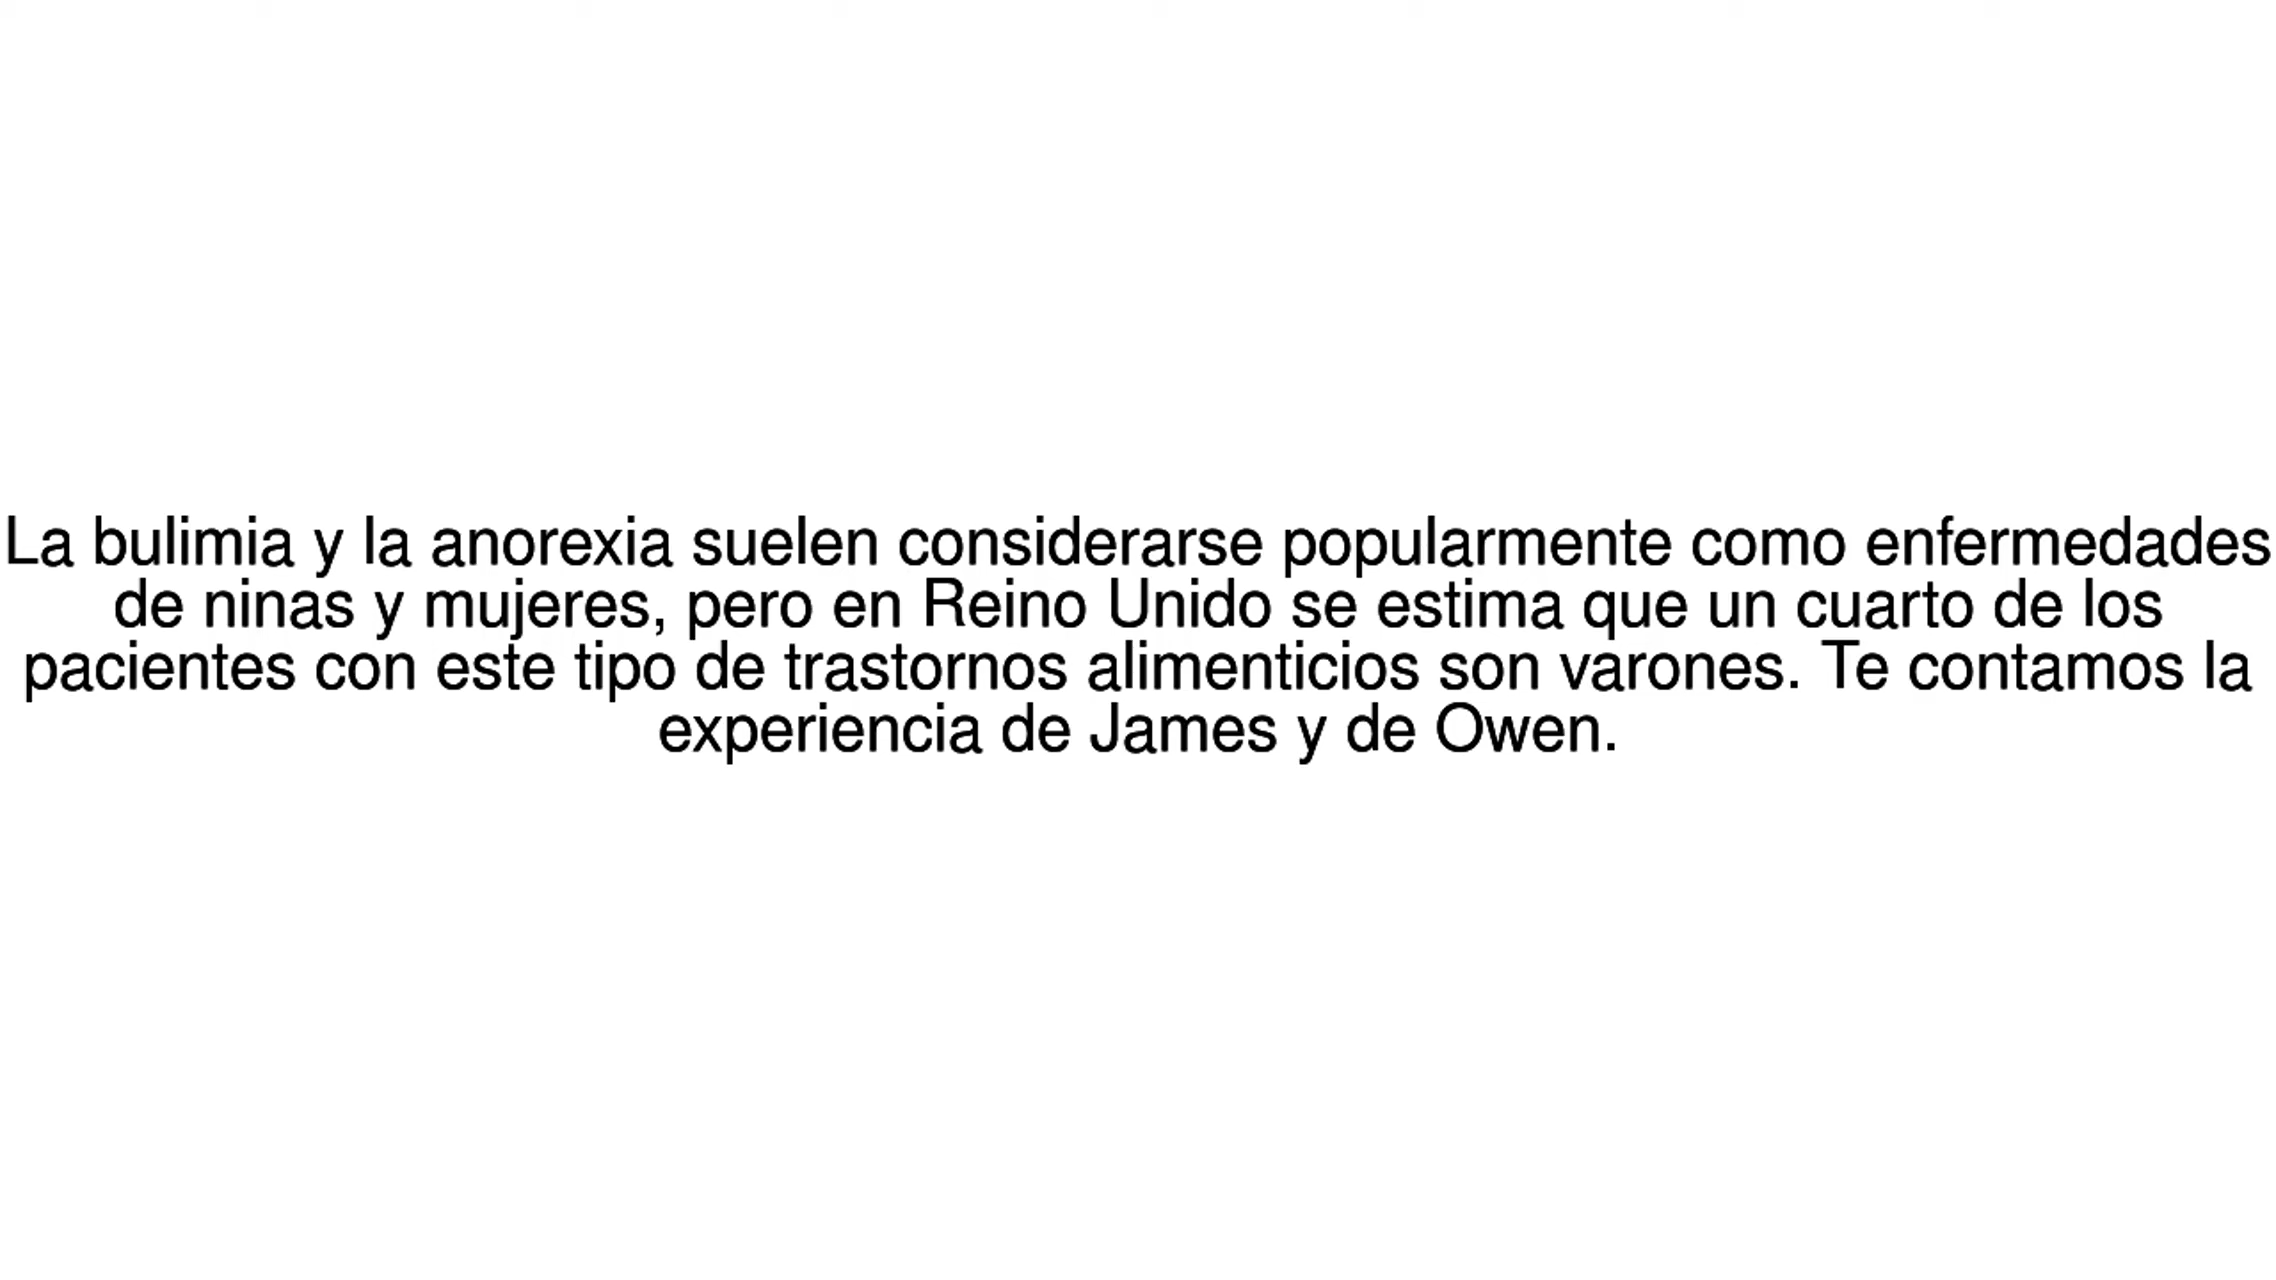 La bulimia y la anorexia suelen considerarse popularmente como enfermedades
de ninas y mujeres, pero en Reino Unido se estima que un cuarto de los
pacientes con este tipo de trastornos alimenticios son varones. Te contamos la
experiencia de James y de Owen.